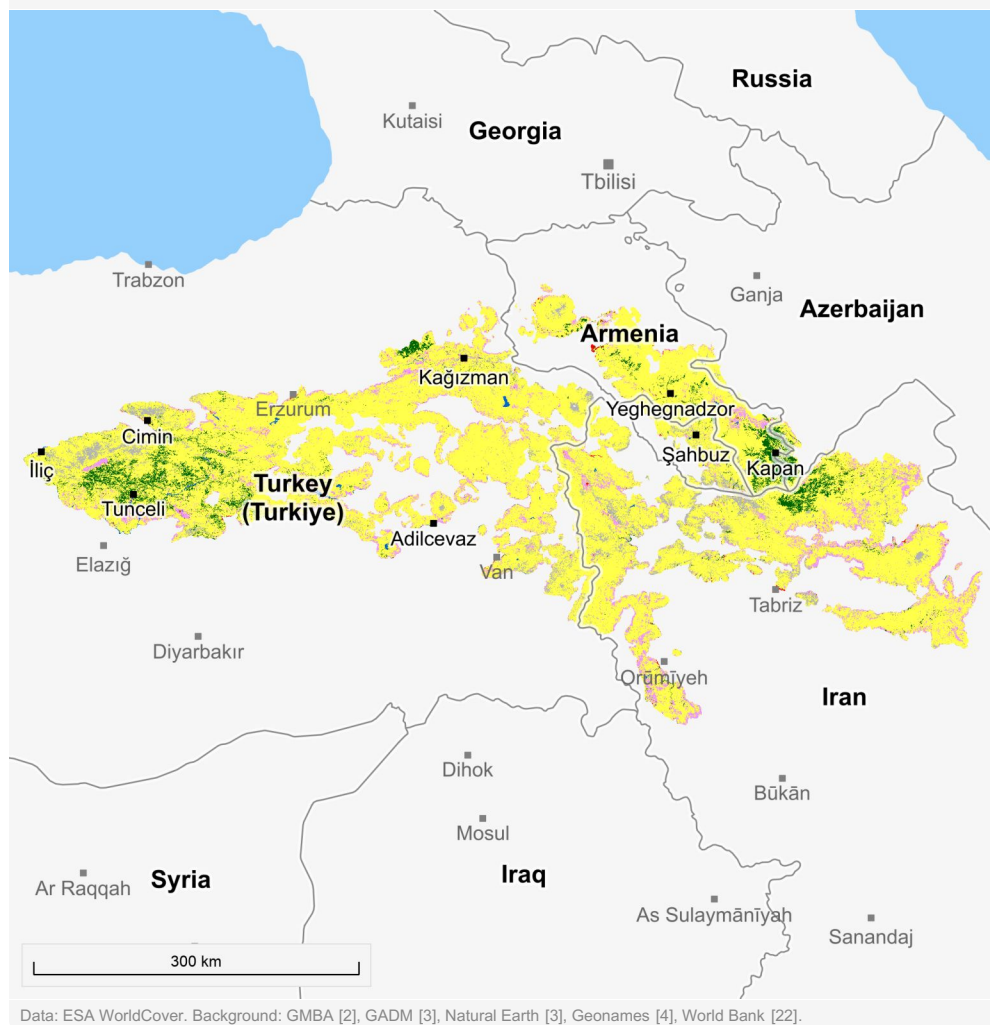 Russia
Kutaisi
Georgia
Tbilisi
Trabzon
Ganja
Azerbaijan
Armenia
Kağızman
Erzurum
Yeghegnadzor
Cimin
Şahbuz
İliç
Kapan
Turkey
(Turkiye)
Tunceli
Adilcevaz
Elazığ
Van
Tabriz
Diyarbakır
Orūmīyeh
Iran
Dihok
Būkān
Mosul
Ar Raqqah
Syria
Iraq
As Sulaymānīyah
Sanandaj
300 km
Data: ESA WorldCover. Background: GMBA [2], GADM [3], Natural Earth [3], Geonames [4], World Bank [22].